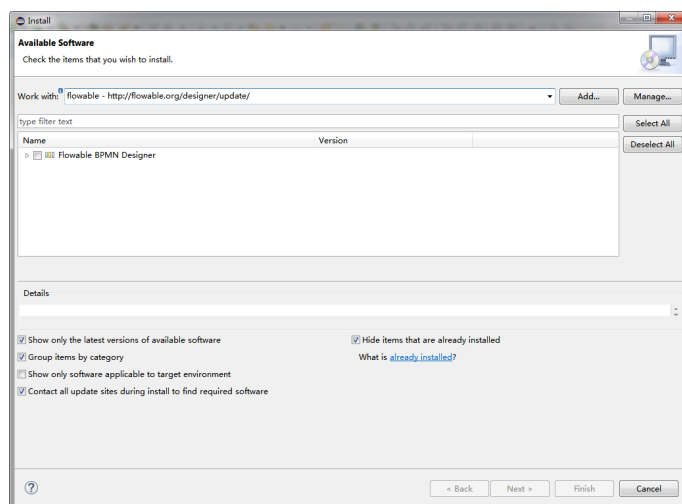 Install
Available Software
Check the items that you wish to install.
Work with: flowable - http://flowable.org/designer/update/ Add... Manage...
type filter text Select All
Name Version Deselect All
Flowable BPMN Designer
Details
Show only the latest versions of available software Hide items that are already installed
Group items by category What is already installed?
Show only software applicable to target environment
Contact all update sites during install to find required software
? < Back Next > Finish Cancel